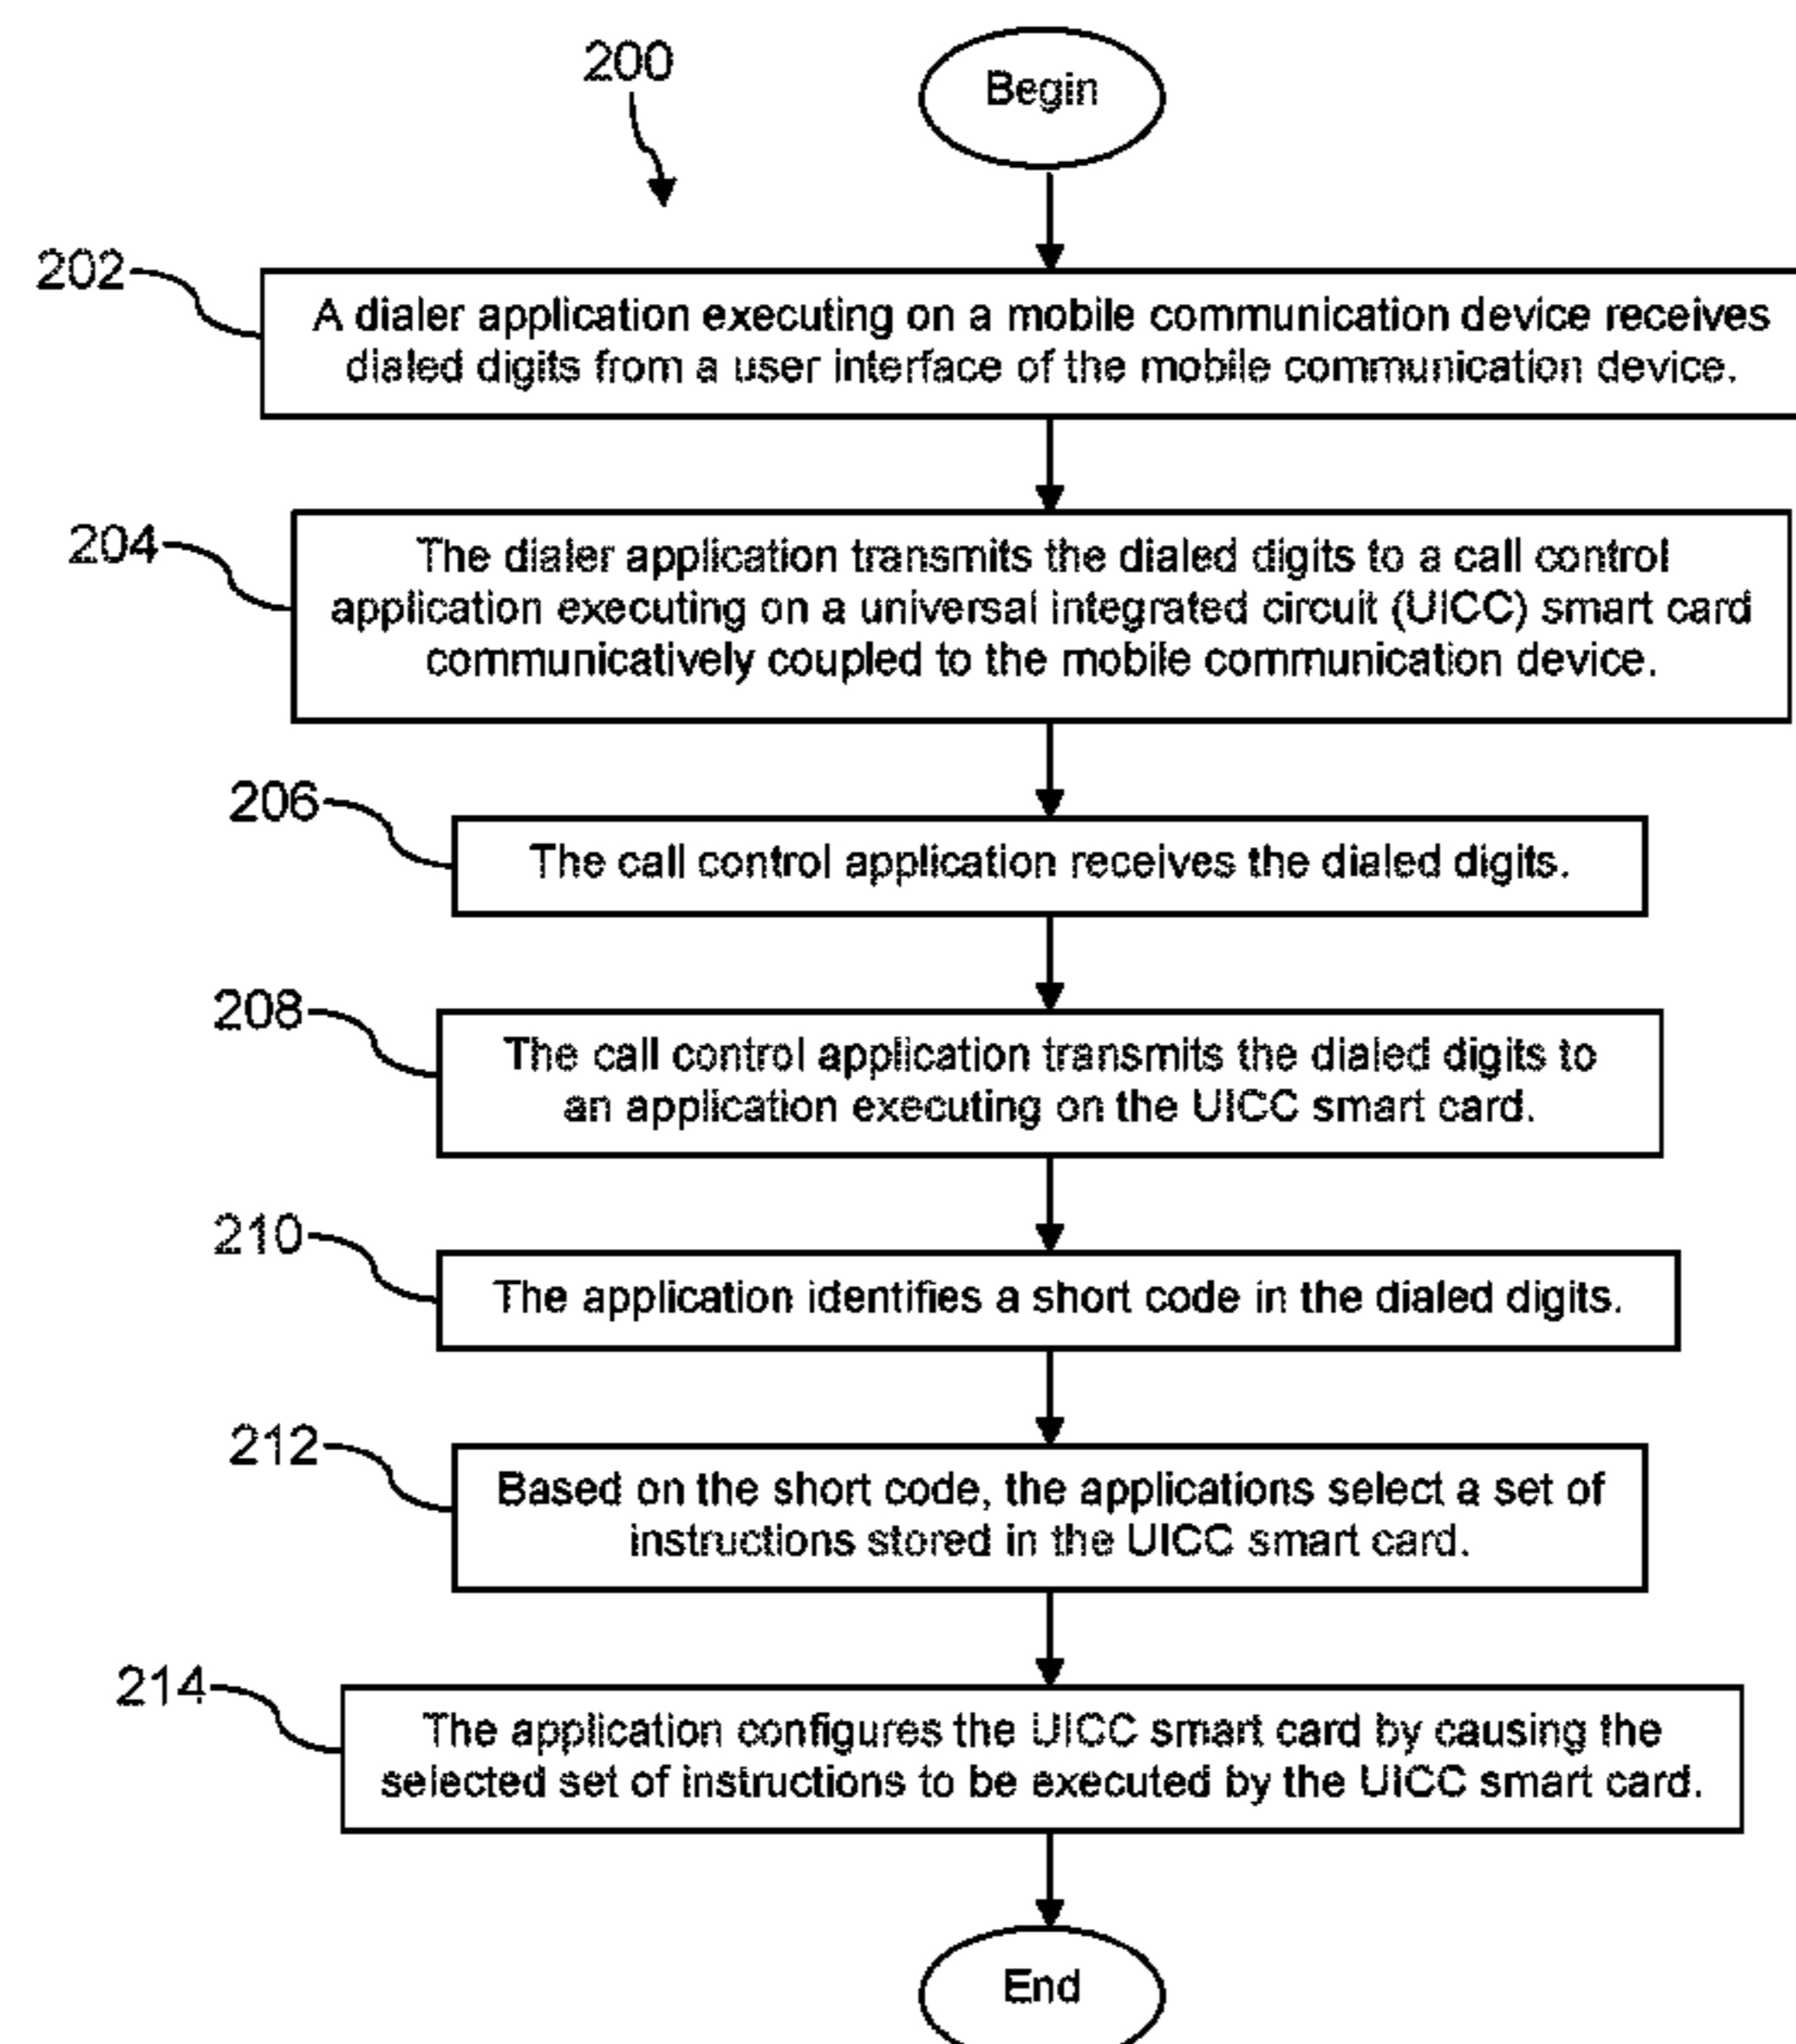 200
Begin
202
A dialer application executing on a mobile communication device receives
dialed digits from a user interface of the mobile communication device.
204
The dialer application transmits the dialed digits to a call control
application executing on a universal integrated circuit (UICC) smart card
communicatively coupled to the mobile communication device.
206
The call control application receives the dialed digits.
208
The call control application transmits the dialed digits to
an application executing on the UICC smart card.
210
The application identifies a short code in the dialed digits.
212
Based on the short code, the applications select a set of
instructions stored in the UICC smart card.
214
The application configures the UICC smart card by causing the
selected set of instructions to be executed by the UICC smart card.
End